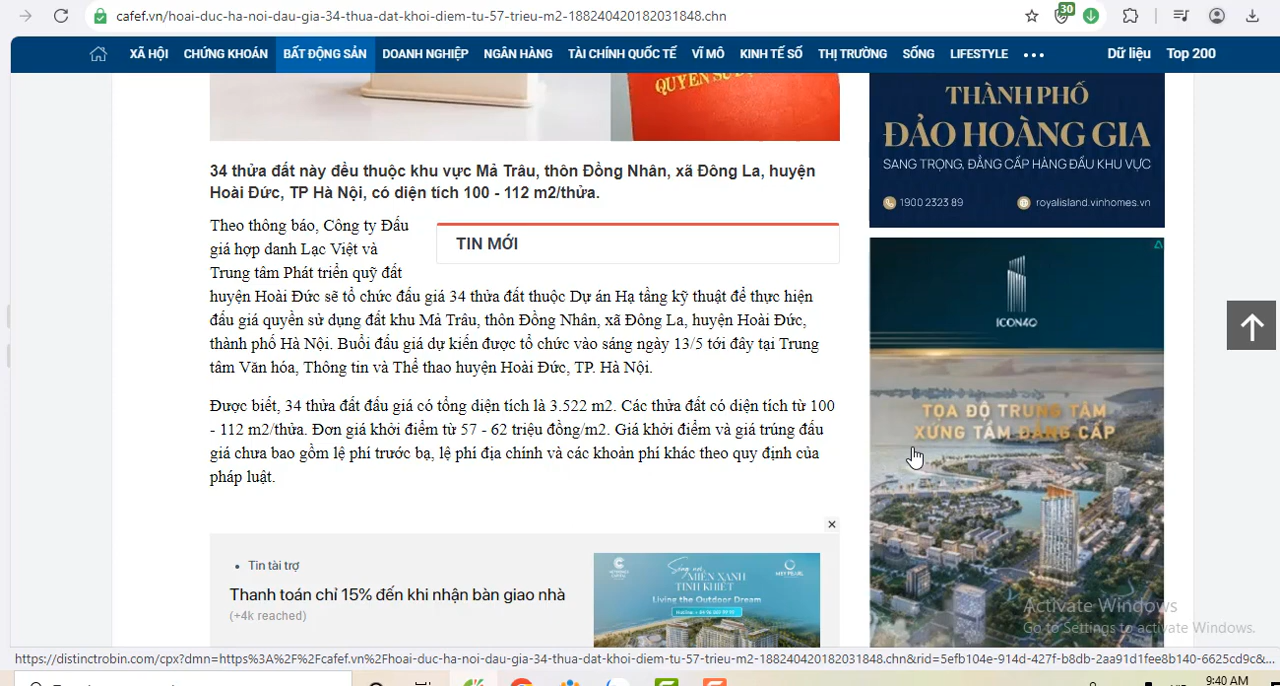 cafef.vn/hoai-duc-ha-noi-dau-gia-34-thua-dat-khoi-diem-tu-57-trieu-m2-188240420182031848.chn
30
XÃ HỘI CHỨNG KHOÁN BẤT ĐỘNG SẢN DOANH NGHIỆP NGÂN HÀNG TÀI CHÍNH QUỐC TẾ VĨ MÔ KINH TẾ SỐ THỊ TRƯỜNG SỐNG LIFESTYLE ••• Dữ liệu Top 200
34 thửa đất này đều thuộc khu vực Mả Trâu, thôn Đồng Nhân, xã Đông La, huyện
Hoài Đức, TP Hà Nội, có diện tích 100 - 112 m2/thửa.
Theo thông báo, Công ty Đấu
giá hợp danh Lạc Việt và
Trung tâm Phát triển quỹ đất
TIN MỚI
huyện Hoài Đức sẽ tổ chức đấu giá 34 thửa đất thuộc Dự án Hạ tầng kỹ thuật để thực hiện
đấu giá quyền sử dụng đất khu Mả Trâu, thôn Đồng Nhân, xã Đông La, huyện Hoài Đức,
thành phố Hà Nội. Buổi đấu giá dự kiến được tổ chức vào sáng ngày 13/5 tới đây tại Trung
tâm Văn hóa, Thông tin và Thể thao huyện Hoài Đức, TP. Hà Nội.
Được biết, 34 thửa đất đấu giá có tổng diện tích là 3.522 m2. Các thửa đất có diện tích từ 100
- 112 m2/thửa. Đơn giá khởi điểm từ 57 - 62 triệu đồng/m2. Giá khởi điểm và giá trúng đấu
giá chưa bao gồm lệ phí trước bạ, lệ phí địa chính và các khoản phí khác theo quy định của
pháp luật.
• Tin tài trợ
Thanh toán chỉ 15% đến khi nhận bàn giao nhà
(+4k reached)
Sống nơi
MIỀN XANH
TINH KHIẾT
Living the Outdoor Dream
MEY PEARL
THÀNH PHỐ
ĐẢO HOÀNG GIA
SANG TRỌNG, ĐẲNG CẤP HÀNG ĐẦU KHU VỰC
1900 2323 89 royalisland.vinhomes.vn
ICON40
TỌA ĐỘ TRUNG TÂM
XỨNG TẦM ĐẲNG CẤP
Activate Windows
Go to Settings to activate Windows.
https://distinctrobin.com/cpx?dmn=https%3A%2F%2Fcafef.vn%2Fhoai-duc-ha-noi-dau-gia-34-thua-dat-khoi-diem-tu-57-trieu-m2-188240420182031848.chn&rid=5efb104e-914d-427f-b8db-2aa91d1fee8b140-6625cd9c&...
9:40 AM